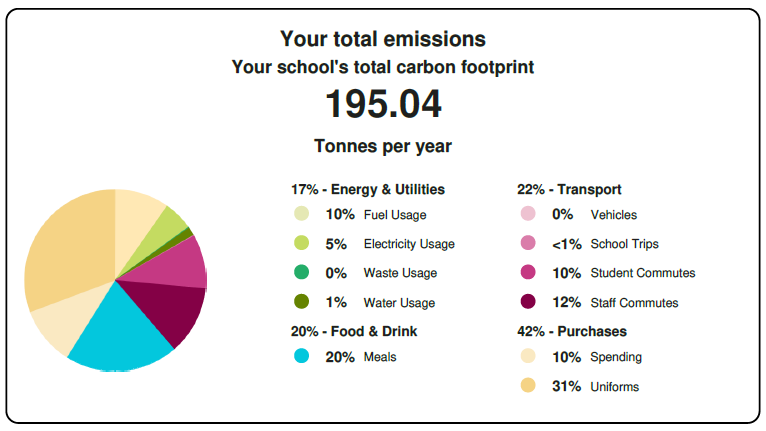 Your total emissions
Your school's total carbon footprint
195.04
Tonnes per year
17% - Energy & Utilities
10% Fuel Usage
5% Electricity Usage
0% Waste Usage
1% Water Usage
20% - Food & Drink
20% Meals
22% - Transport
0% Vehicles
<1% School Trips
10% Student Commutes
12% Staff Commutes
42% - Purchases
10% Spending
31% Uniforms